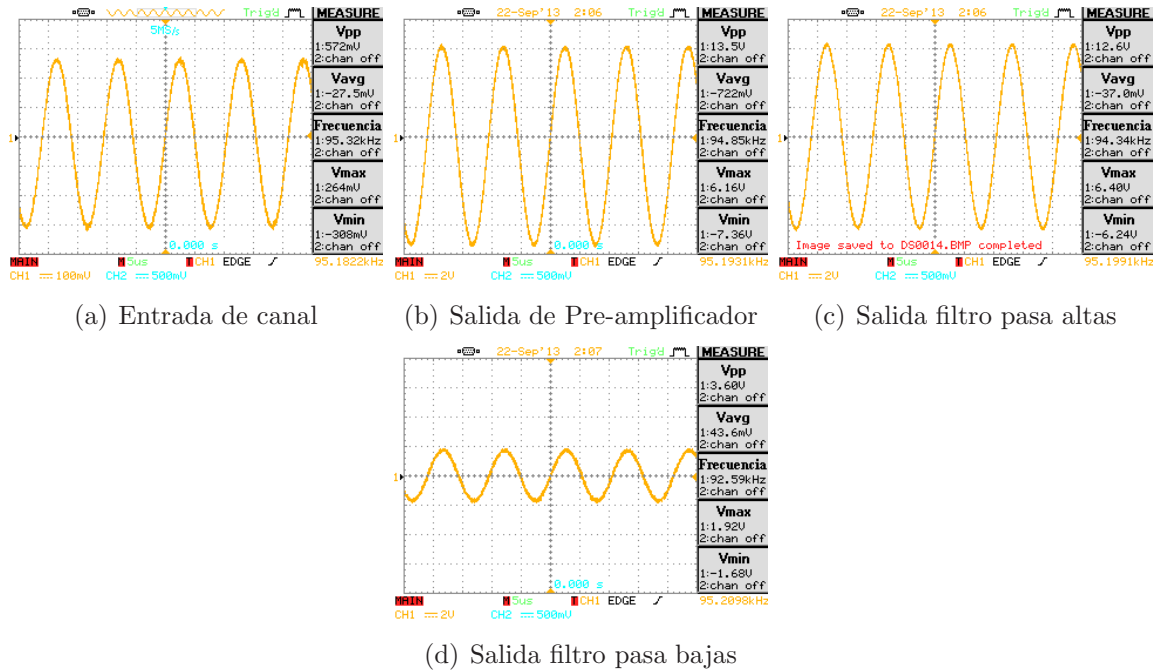 Trig'd MEASURE
5MS/s
Vpp
1:572mV
2:chan off
Vavg
1:-27.5mV
2:chan off
Frecuencia
1:95.32kHz
2:chan off
Vmax
1:264mV
2:chan off
Vmin
1:-308mV
2:chan off
1
0.000 s
MAIN M 5us T CH1 EDGE 95.1822kHz
CH1 100mV CH2 500mV
(a) Entrada de canal
22-Sep'13 2:06 Trig'd MEASURE
Vpp
1:13.5V
2:chan off
Vavg
1:-722mV
2:chan off
Frecuencia
1:94.85kHz
2:chan off
Vmax
1:6.16V
2:chan off
Vmin
1:-7.36V
2:chan off
1
0.000 s
MAIN M 5us T CH1 EDGE 95.1931kHz
CH1 2V CH2 500mV
(b) Salida de Pre-amplificador
22-Sep'13 2:06 Trig'd MEASURE
Vpp
1:12.6V
2:chan off
Vavg
1:-37.0mV
2:chan off
Frecuencia
1:94.34kHz
2:chan off
Vmax
1:6.40V
2:chan off
Vmin
1:-6.24V
2:chan off
1
Image saved to DS0014.BMP completed
MAIN M 5us T CH1 EDGE 95.1991kHz
CH1 2V CH2 500mV
(c) Salida filtro pasa altas
22-Sep'13 2:07 Trig'd MEASURE
Vpp
1:3.60V
2:chan off
Vavg
1:43.6mV
2:chan off
Frecuencia
1:92.59kHz
2:chan off
Vmax
1:1.92V
2:chan off
Vmin
1:-1.68V
2:chan off
1
0.000 s
MAIN M 5us T CH1 EDGE 95.2098kHz
CH1 2V CH2 500mV
(d) Salida filtro pasa bajas